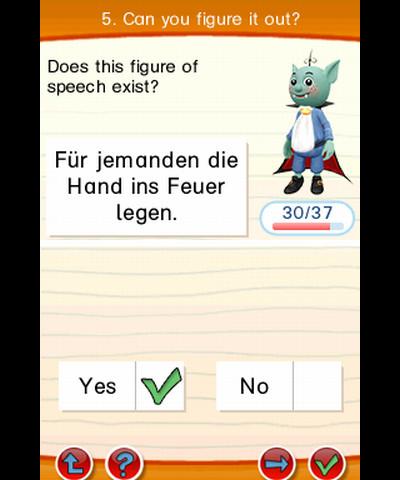 5. Can you figure it out?
Does this figure of
speech exist?
Für jemanden die
Hand ins Feuer
legen.
30/37
Yes
No
?